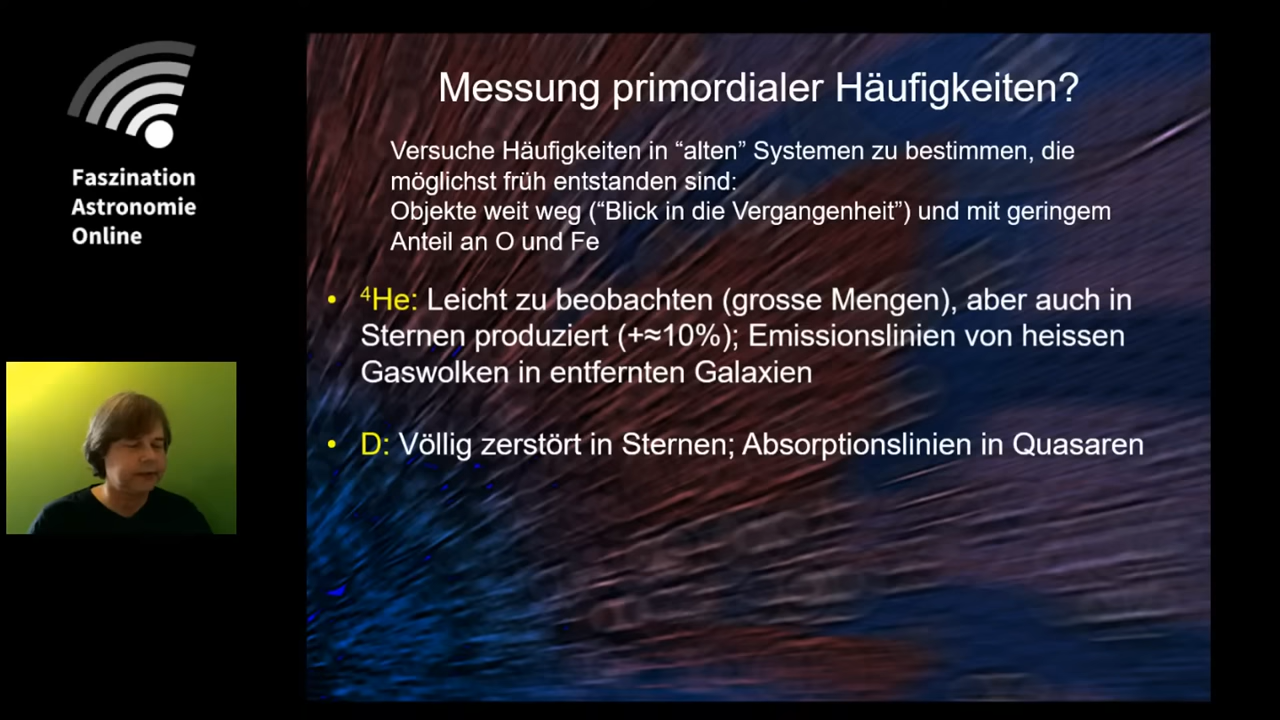 Faszination
Astronomie
Online
Messung primordialer Häufigkeiten?
Versuche Häufigkeiten in “alten” Systemen zu bestimmen, die
möglichst früh entstanden sind:
Objekte weit weg (“Blick in die Vergangenheit”) und mit geringem
Anteil an O und Fe
• ⁴He: Leicht zu beobachten (grosse Mengen), aber auch in
Sternen produziert (+≈10%); Emissionslinien von heissen
Gaswolken in entfernten Galaxien
• D: Völlig zerstört in Sternen; Absorptionslinien in Quasaren